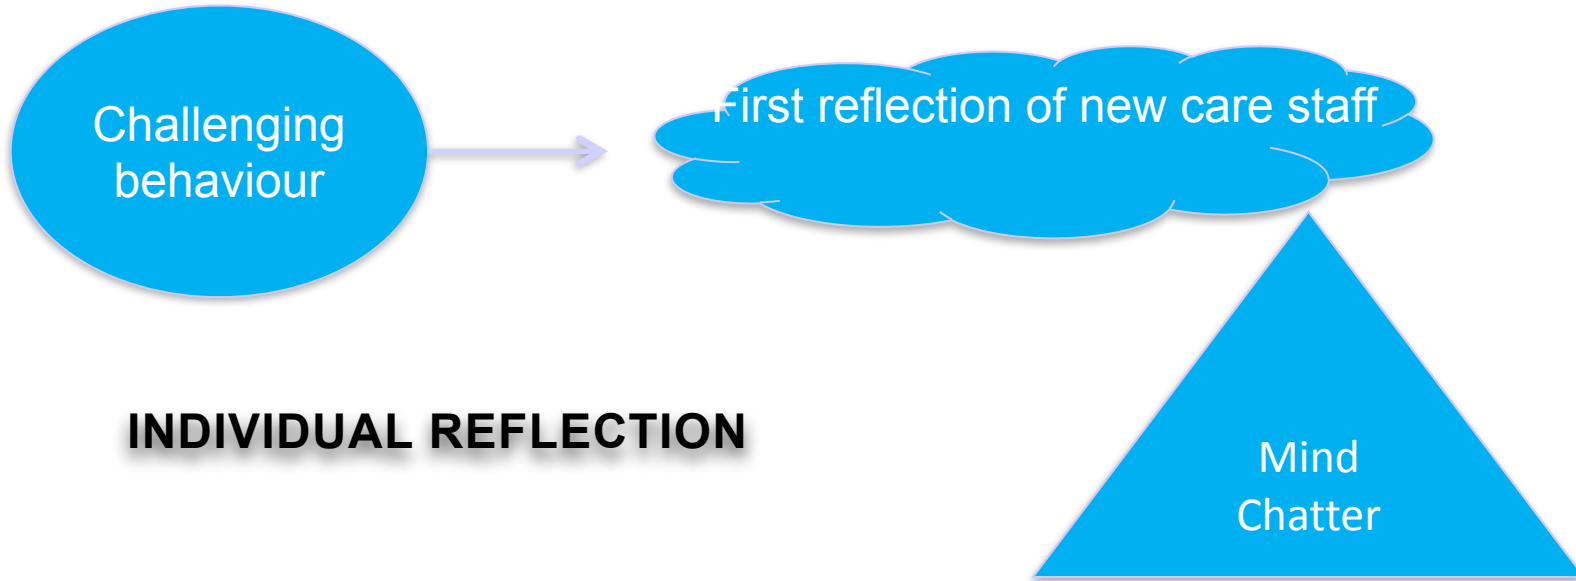 Challenging
behaviour
First reflection of new care staff
INDIVIDUAL REFLECTION
Mind
Chatter